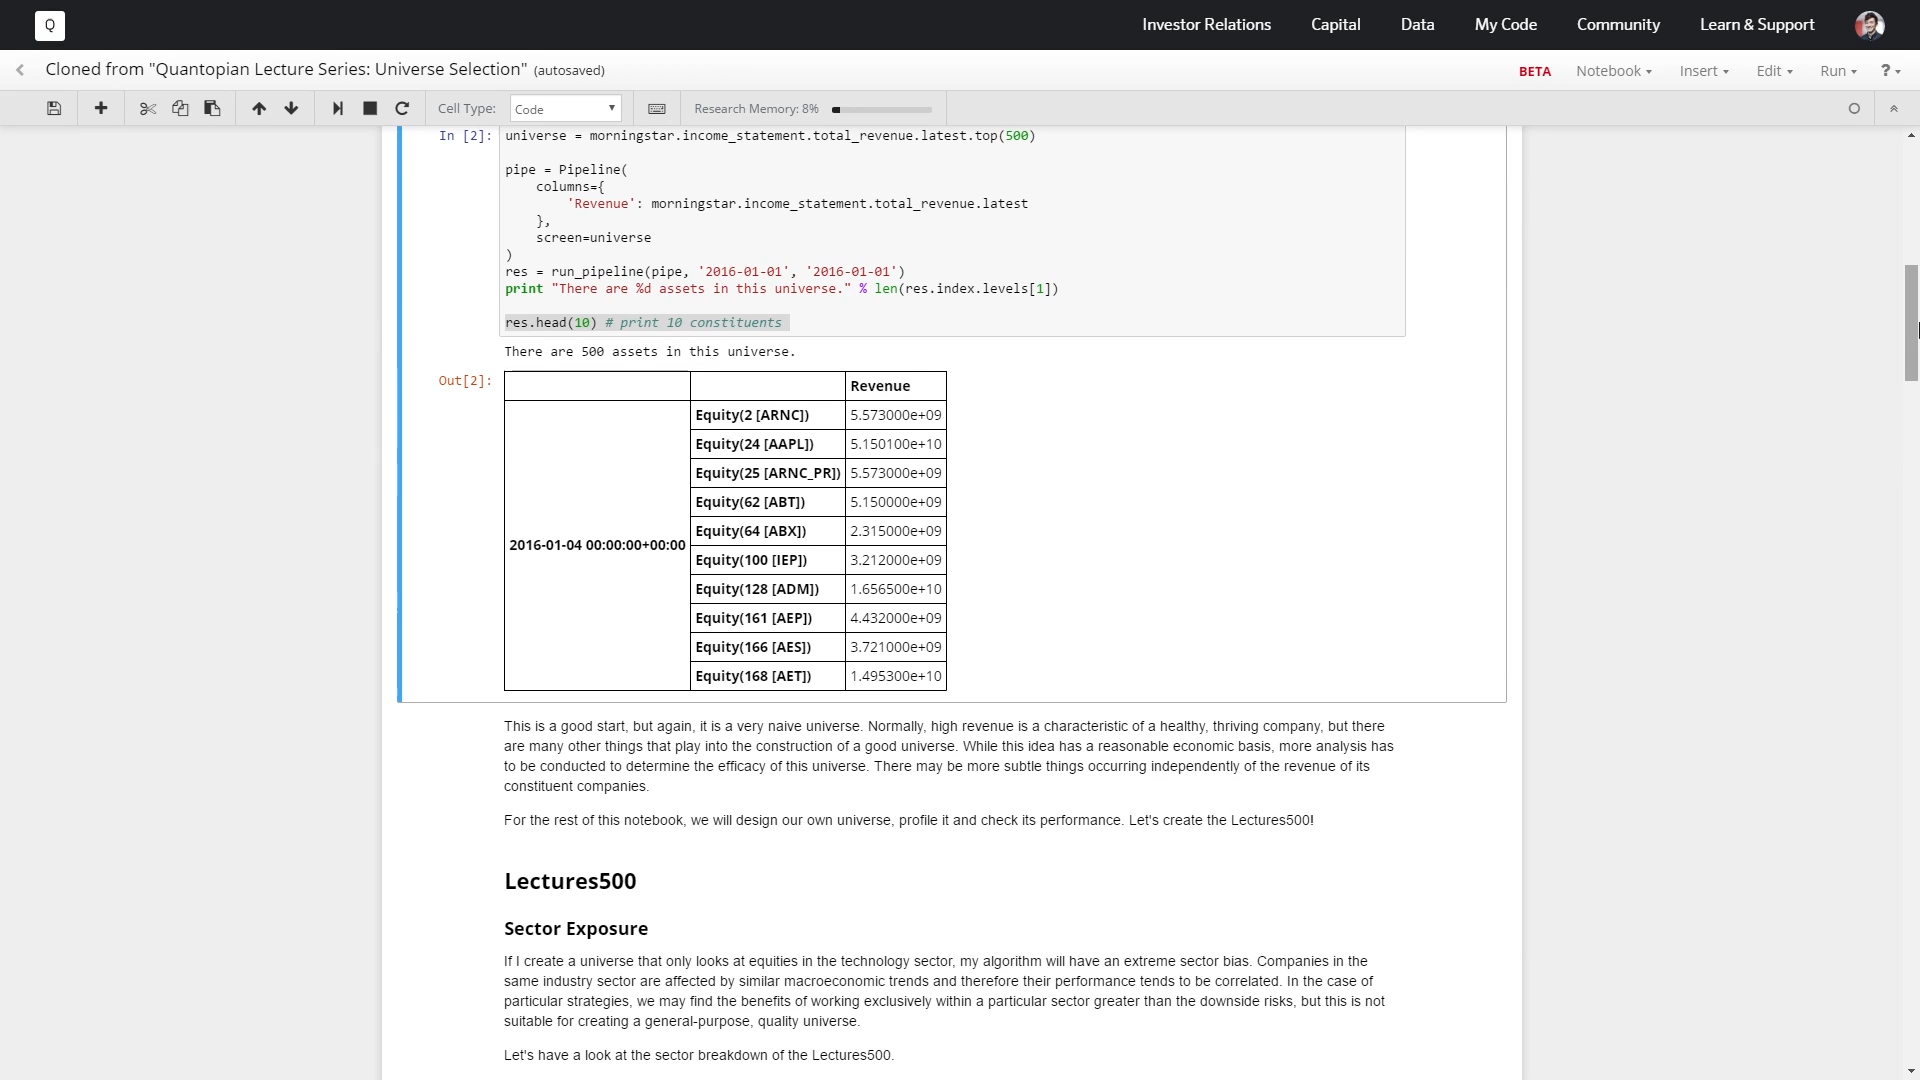 Q
Investor Relations Capital Data My Code Community Learn & Support
Cloned from "Quantopian Lecture Series: Universe Selection" (autosaved)
BETA Notebook Insert Edit Run ?
Cell Type: Code Research Memory: 8%
In [2]: universe = morningstar.income_statement.total_revenue.latest.top(500)
pipe = Pipeline(
columns={
'Revenue': morningstar.income_statement.total_revenue.latest
},
screen=universe
)
res = run_pipeline(pipe, '2016-01-01', '2016-01-01')
print "There are %d assets in this universe." % len(res.index.levels[1])
res.head(10) # print 10 constituents
There are 500 assets in this universe.
Out[2]:
Revenue
Equity(2 [ARNC]) 5.573000e+09
Equity(24 [AAPL]) 5.150100e+10
Equity(25 [ARNC_PR]) 5.573000e+09
Equity(62 [ABT]) 5.150000e+09
Equity(64 [ABX]) 2.315000e+09
2016-01-04 00:00:00+00:00
Equity(100 [IEP]) 3.212000e+09
Equity(128 [ADM]) 1.656500e+10
Equity(161 [AEP]) 4.432000e+09
Equity(166 [AES]) 3.721000e+09
Equity(168 [AET]) 1.495300e+10
This is a good start, but again, it is a very naive universe. Normally, high revenue is a characteristic of a healthy, thriving company, but there
are many other things that play into the construction of a good universe. While this idea has a reasonable economic basis, more analysis has
to be conducted to determine the efficacy of this universe. There may be more subtle things occurring independently of the revenue of its
constituent companies.
For the rest of this notebook, we will design our own universe, profile it and check its performance. Let's create the Lectures500!
Lectures500
Sector Exposure
If I create a universe that only looks at equities in the technology sector, my algorithm will have an extreme sector bias. Companies in the
same industry sector are affected by similar macroeconomic trends and therefore their performance tends to be correlated. In the case of
particular strategies, we may find the benefits of working exclusively within a particular sector greater than the downside risks, but this is not
suitable for creating a general-purpose, quality universe.
Let's have a look at the sector breakdown of the Lectures500.